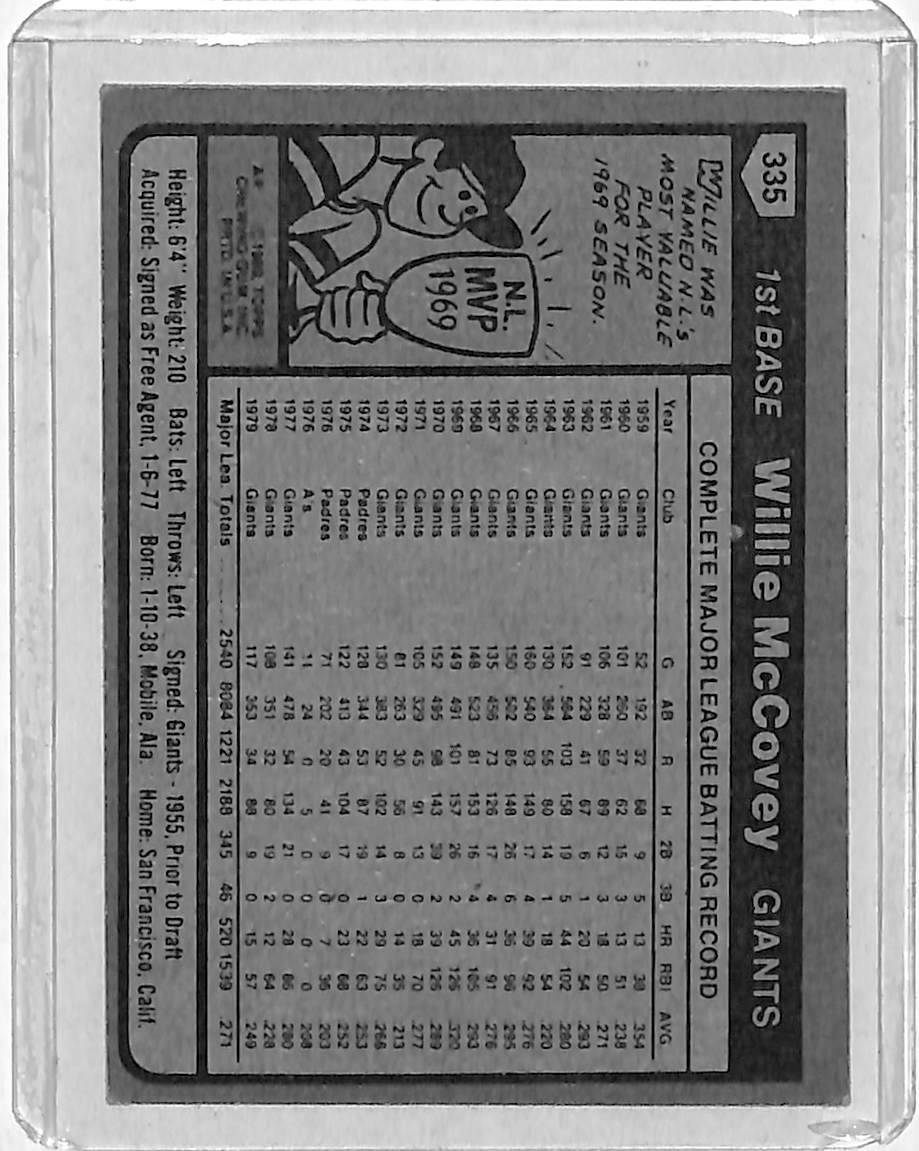 335 1st BASE Willie McCovey GIANTS
WILLIE WAS
NAMED N.L.'S
MOST VALUABLE
PLAYER
FOR THE
1969 SEASON.
N.L.
MVP
1969
CHEWING GUM INC.
PRTD. IN U.S.A.
COMPLETE MAJOR LEAGUE BATTING RECORD
Year Club G AB R H 2B 3B HR RBI AVG
1959 Giants 52 192 32 68 9 5 13 38 .354
1960 Giants 101 260 37 62 15 3 13 51 .238
1961 Giants 106 328 59 89 12 3 18 50 .271
1962 Giants 91 229 41 67 6 1 20 54 .293
1963 Giants 152 564 103 158 19 5 44 102 .280
1964 Giants 130 364 55 80 14 1 18 54 .220
1965 Giants 160 540 93 149 17 4 39 92 .276
1966 Giants 150 502 85 148 26 6 36 96 .295
1967 Giants 135 456 73 126 17 4 31 91 .276
1968 Giants 148 523 81 153 16 4 36 105 .293
1969 Giants 149 491 101 157 26 2 45 126 .320
1970 Giants 152 495 98 143 39 2 39 126 .289
1971 Giants 105 329 45 91 13 0 18 70 .277
1972 Giants 81 263 30 56 8 0 14 35 .213
1973 Giants 130 383 52 102 14 3 29 75 .266
1974 Padres 128 344 53 87 19 1 22 63 .253
1975 Padres 122 413 43 104 17 0 23 68 .252
1976 Padres 71 202 20 41 9 0 7 36 .203
1976 A's 11 24 0 5 0 0 0 0 .208
1977 Giants 141 478 54 134 21 0 28 86 .280
1978 Giants 108 351 32 80 19 2 12 64 .228
1979 Giants 117 353 34 88 9 0 15 57 .249
Major Lea. Totals ...... 2540 8084 1221 2188 345 46 520 1539 .271
Height: 6'4" Weight: 210 Bats: Left Throws: Left Signed: Giants - 1955, Prior to Draft
Acquired: Signed as Free Agent, 1-6-77 Born: 1-10-38, Mobile, Ala. Home: San Francisco, Calif.